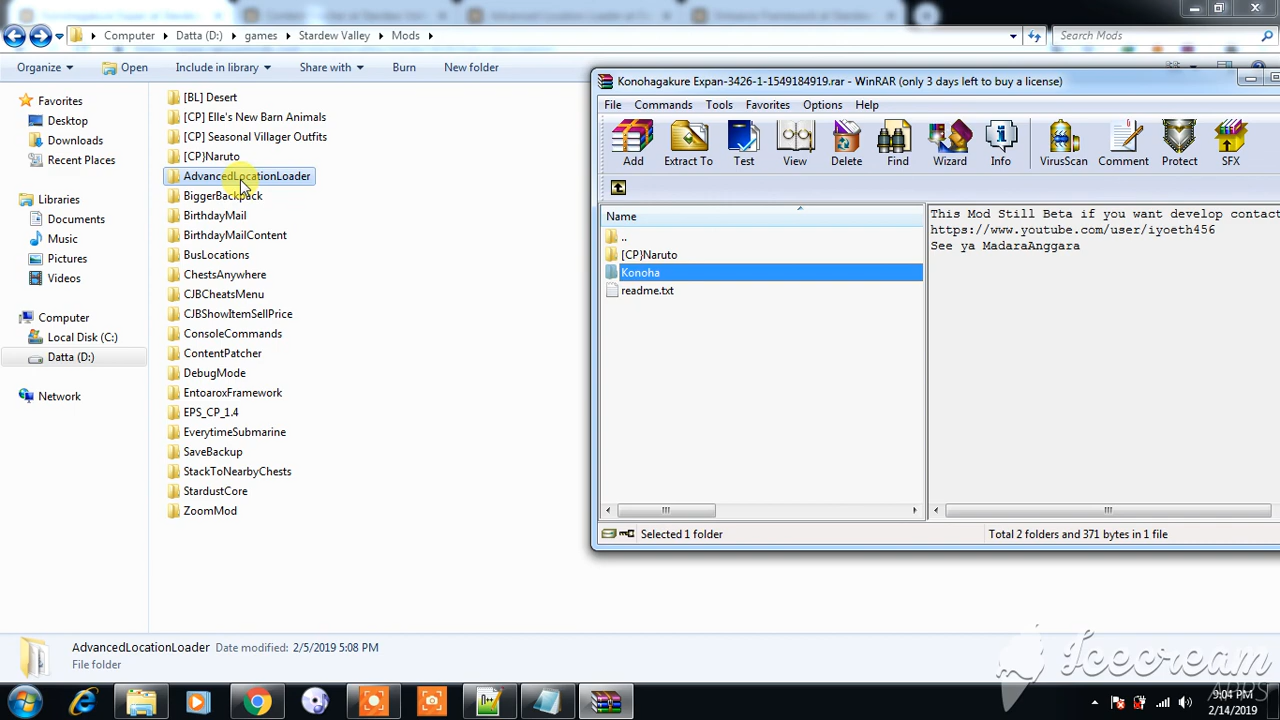 Computer Datta (D:) games Stardew Valley Mods
Search Mods
Organize Open Include in library Share with Burn New folder
Favorites
Desktop
Downloads
Recent Places
Libraries
Documents
Music
Pictures
Videos
Computer
Local Disk (C:)
Datta (D:)
Network
[BL] Desert
[CP] Elle's New Barn Animals
[CP] Seasonal Villager Outfits
[CP}Naruto
AdvancedLocationLoader
BiggerBackpack
BirthdayMail
BirthdayMailContent
BusLocations
ChestsAnywhere
CJBCheatsMenu
CJBShowItemSellPrice
ConsoleCommands
ContentPatcher
DebugMode
EntoaroxFramework
EPS_CP_1.4
EverytimeSubmarine
SaveBackup
StackToNearbyChests
StardustCore
ZoomMod
Konohagakure Expan-3426-1-1549184919.rar - WinRAR (only 3 days left to buy a license)
File Commands Tools Favorites Options Help
Add Extract To Test View Delete Find Wizard Info VirusScan Comment Protect SFX
Name
..
[CP}Naruto
Konoha
readme.txt
This Mod Still Beta if you want develop contact
https://www.youtube.com/user/iyoeth456
See ya MadaraAnggara
Selected 1 folder
Total 2 folders and 371 bytes in 1 file
AdvancedLocationLoader Date modified: 2/5/2019 5:08 PM
File folder
Icecream
APPS
9:04 PM
2/14/2019